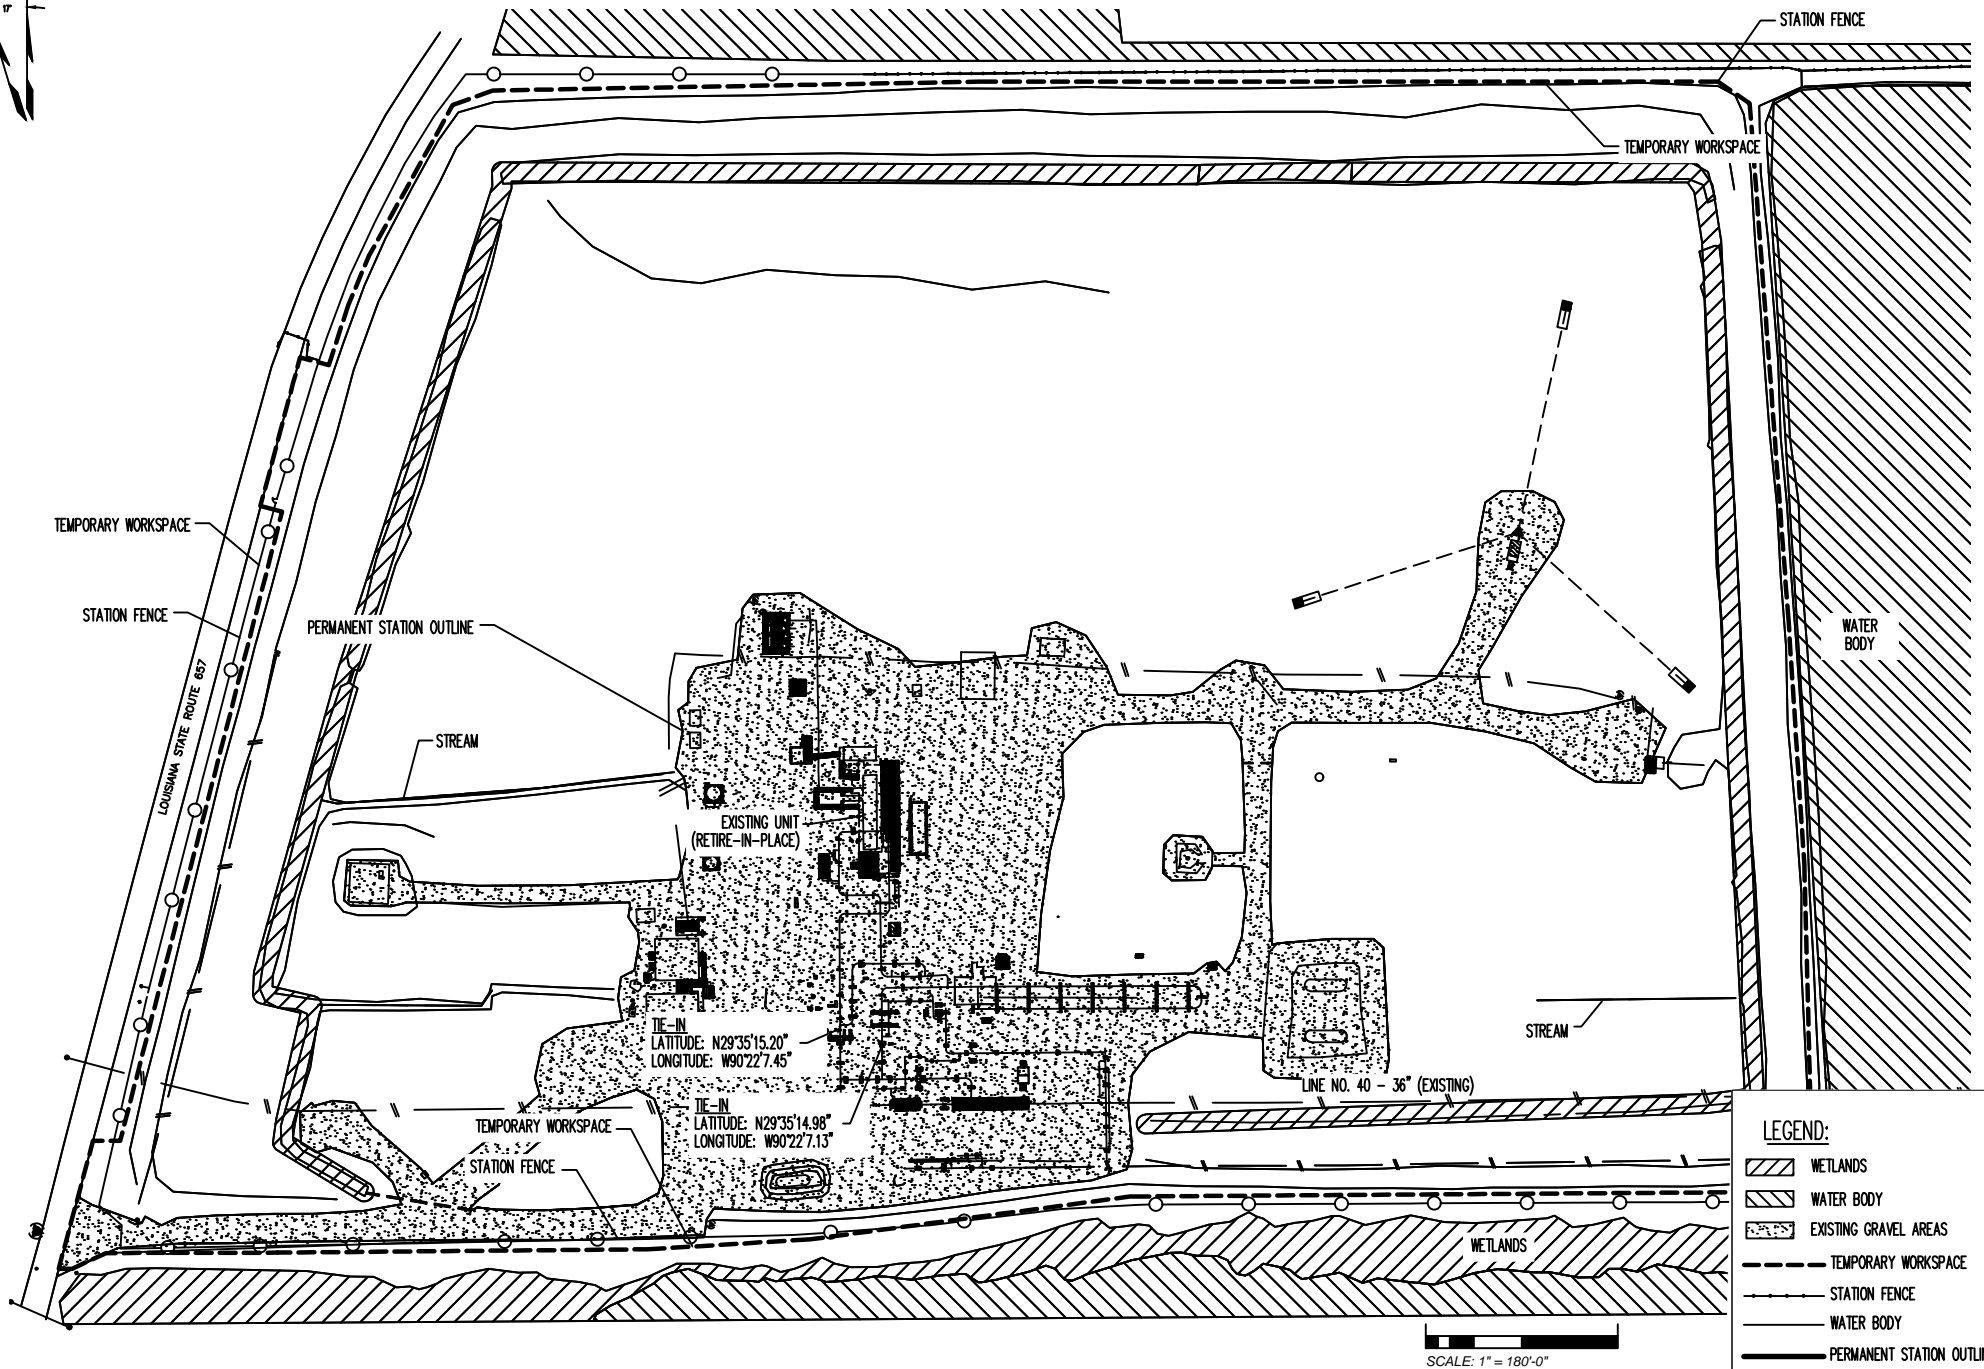 17'
STATION FENCE
TEMPORARY WORKSPACE
TEMPORARY WORKSPACE
STATION FENCE
PERMANENT STATION OUTLINE
WATER
BODY
LOUISIANA STATE ROUTE 657
STREAM
EXISTING UNIT
(RETIRE-IN-PLACE)
TIE-IN
LATITUDE: N29°35'15.20"
LONGITUDE: W90°22'7.45"
STREAM
LINE NO. 40 - 36" (EXISTING)
TIE-IN
LATITUDE: N29°35'14.98"
LONGITUDE: W90°22'7.13"
TEMPORARY WORKSPACE
STATION FENCE
WETLANDS
LEGEND:
WETLANDS
WATER BODY
EXISTING GRAVEL AREAS
TEMPORARY WORKSPACE
STATION FENCE
WATER BODY
PERMANENT STATION OUTLI
SCALE: 1" = 180'-0"